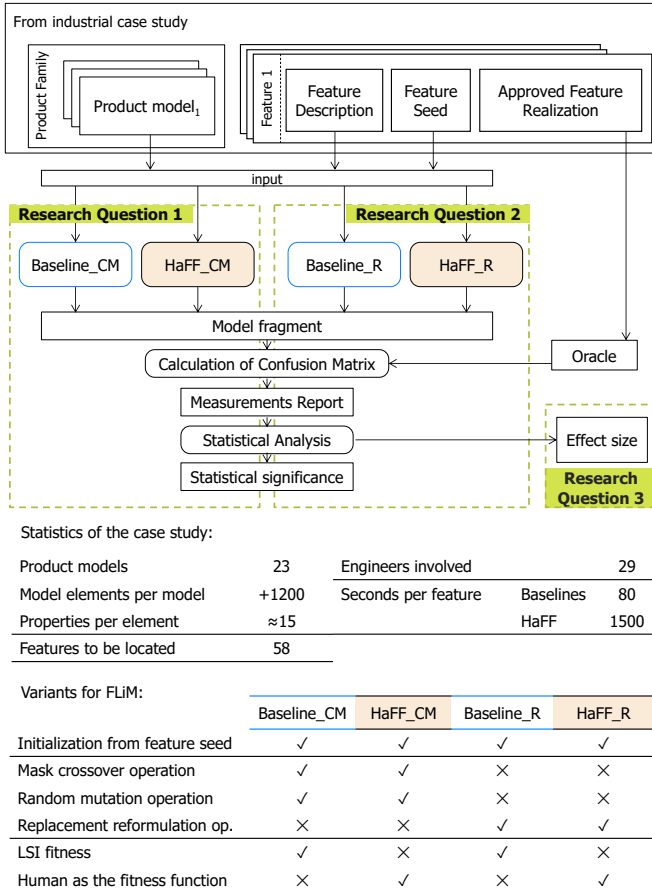 From industrial case study
Product Family
Product model1
Feature 1
Feature Description
Feature Seed
Approved Feature Realization
input
Research Question 1
Research Question 2
Baseline_CM
HaFF_CM
Baseline_R
HaFF_R
Model fragment
Calculation of Confusion Matrix
Oracle
Measurements Report
Statistical Analysis
Effect size
Statistical significance
Research Question 3
Statistics of the case study:
Product models 23 Engineers involved 29
Model elements per model +1200 Seconds per feature Baselines 80
Properties per element ≈15 HaFF 1500
Features to be located 58
Variants for FLiM:
Baseline_CM HaFF_CM Baseline_R HaFF_R
Initialization from feature seed ✓ ✓ ✓ ✓
Mask crossover operation ✓ ✓ × ×
Random mutation operation ✓ ✓ × ×
Replacement reformulation op. × × ✓ ✓
LSI fitness ✓ × ✓ ×
Human as the fitness function × ✓ × ✓